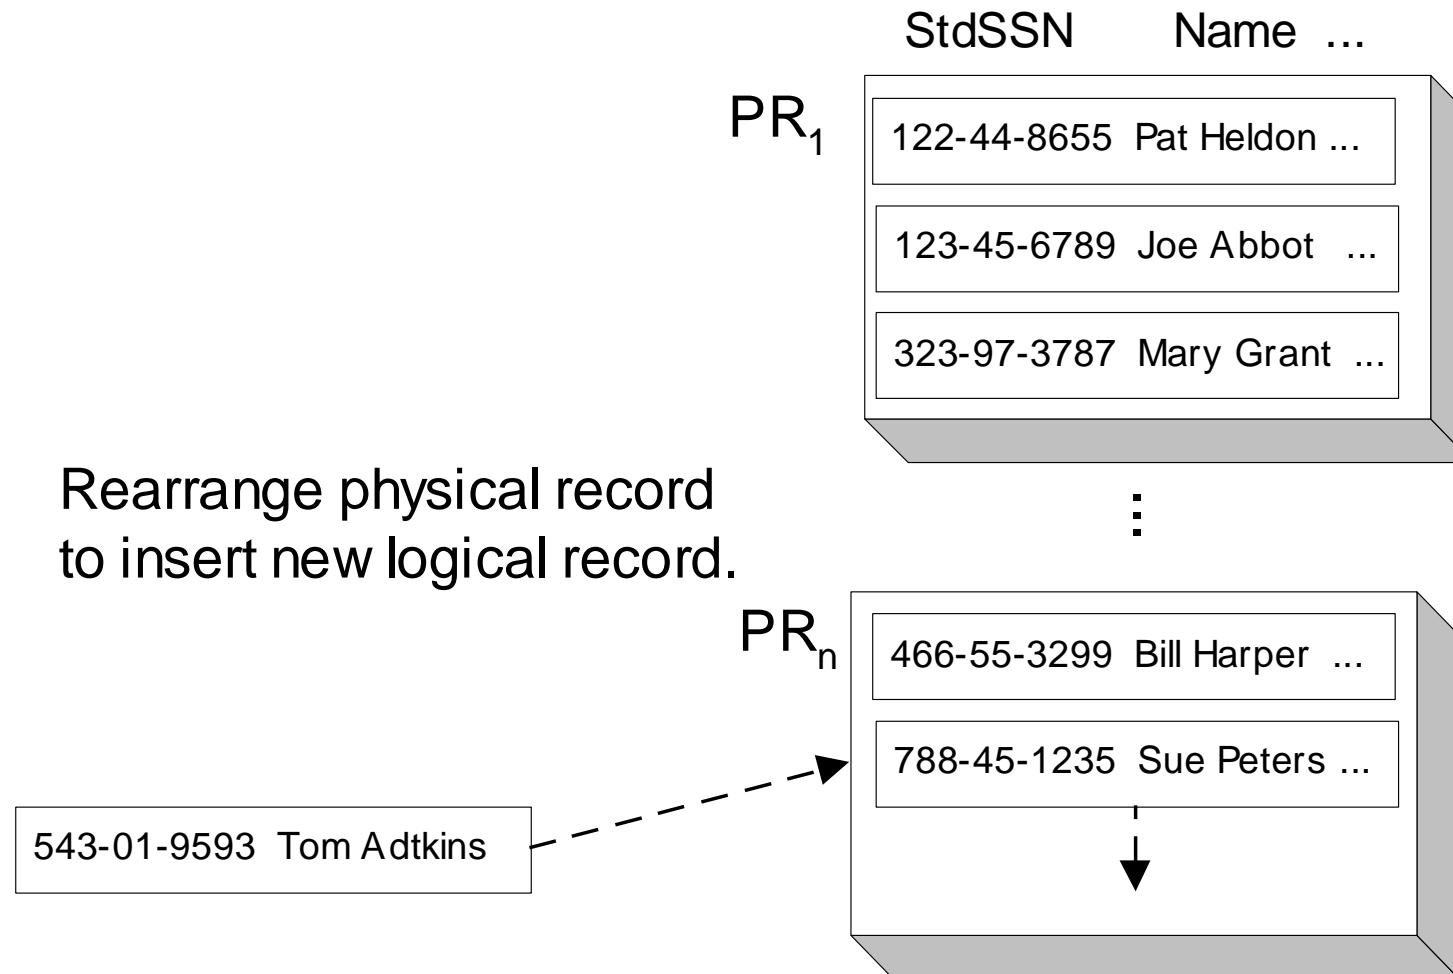 StdSSN Name ...
PR1
122-44-8655 Pat Heldon ...
123-45-6789 Joe Abbot ...
323-97-3787 Mary Grant ...
Rearrange physical record
to insert new logical record.
PRn
466-55-3299 Bill Harper ...
788-45-1235 Sue Peters ...
543-01-9593 Tom Adtkins